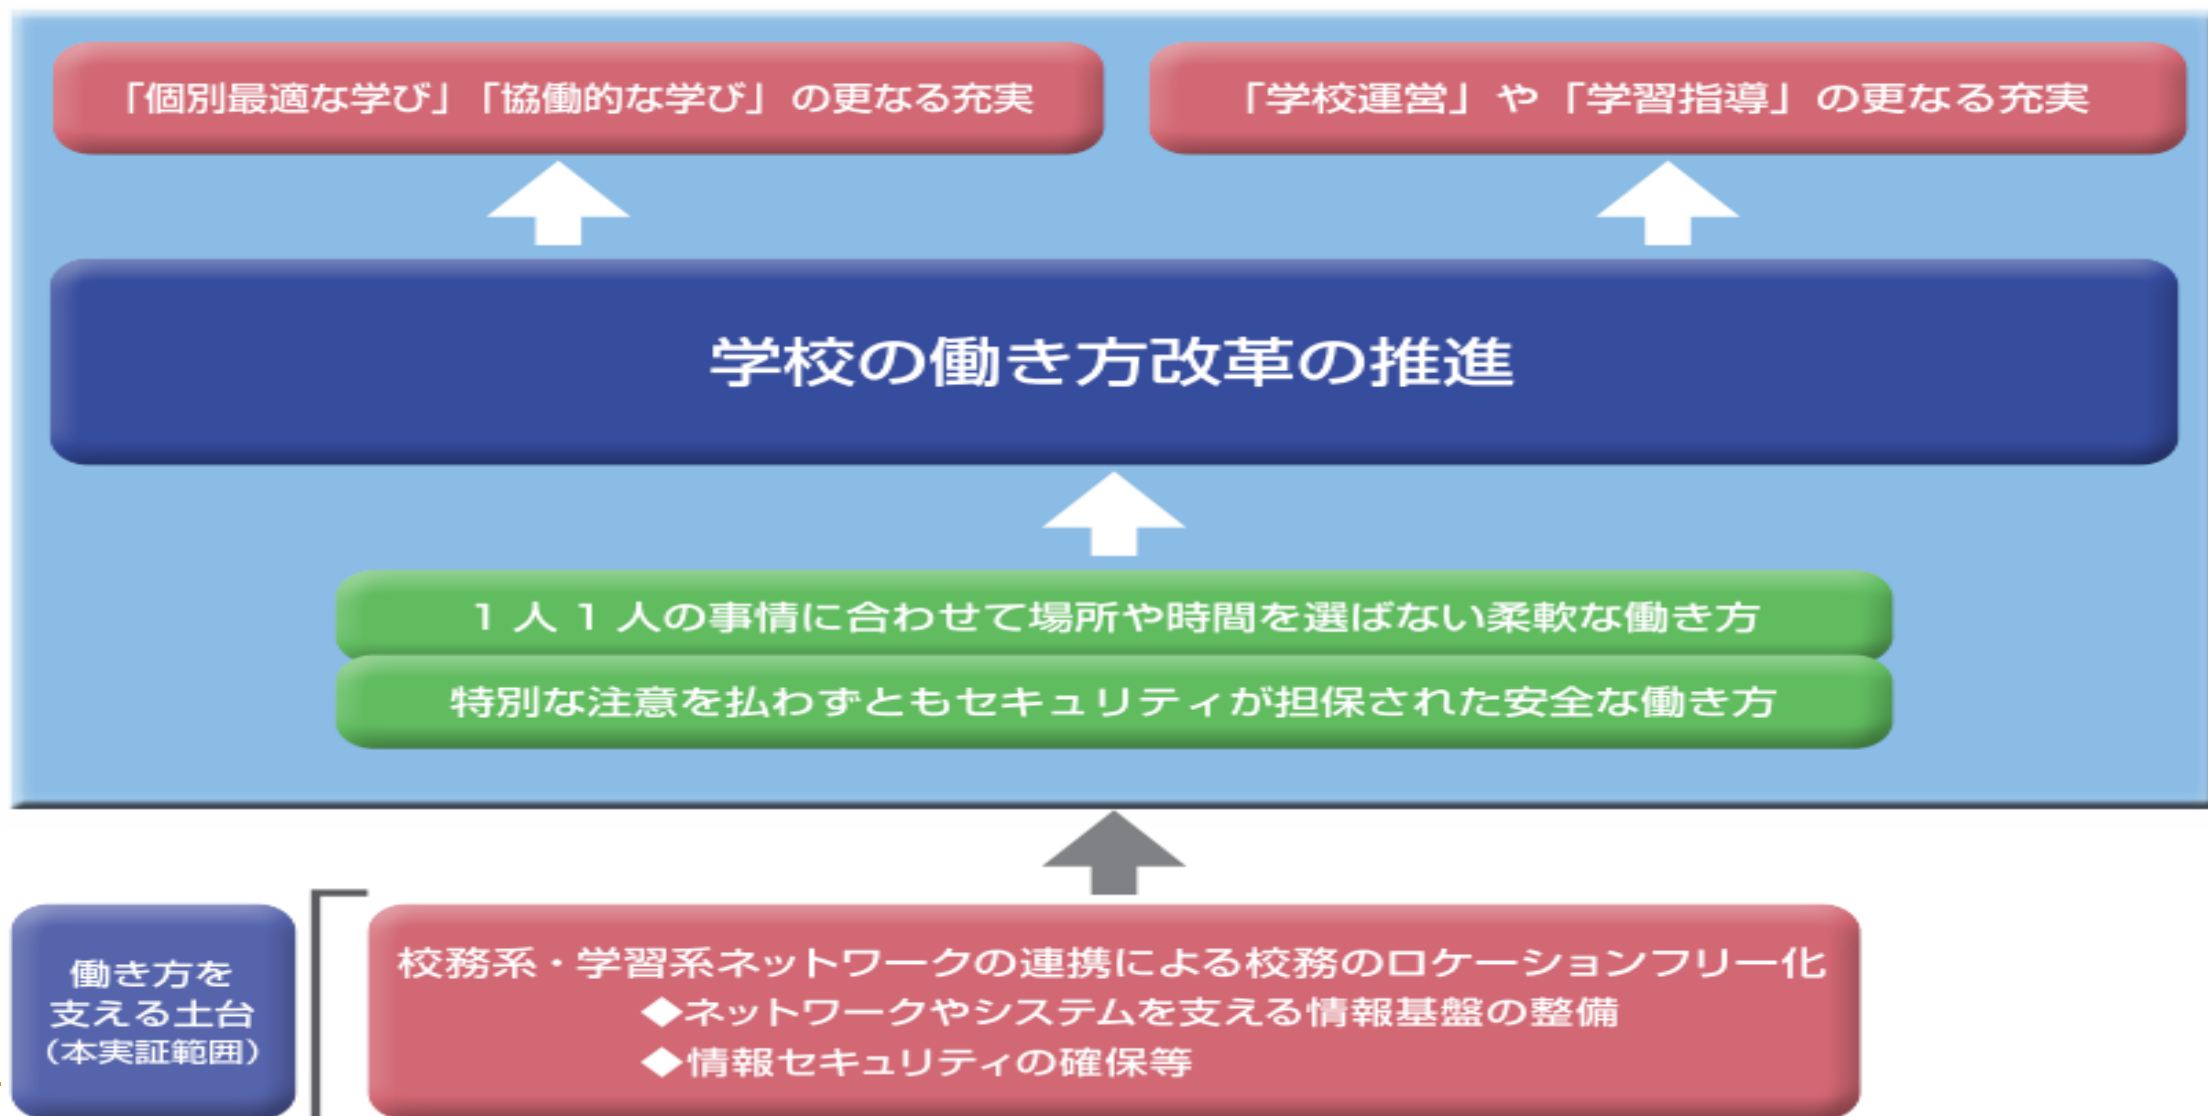 「個別最適な学び」「協働的な学び」の更なる充実
「学校運営」や「学習指導」の更なる充実
学校の働き方改革の推進
1人1人の事情に合わせて場所や時間を選ばない柔軟な働き方
特別な注意を払わずともセキュリティが担保された安全な働き方
働き方を
支える土台
(本実証範囲)
校務系・学習系ネットワークの連携による校務のロケーションフリー化
◆ネットワークやシステムを支える情報基盤の整備
◆情報セキュリティの確保等